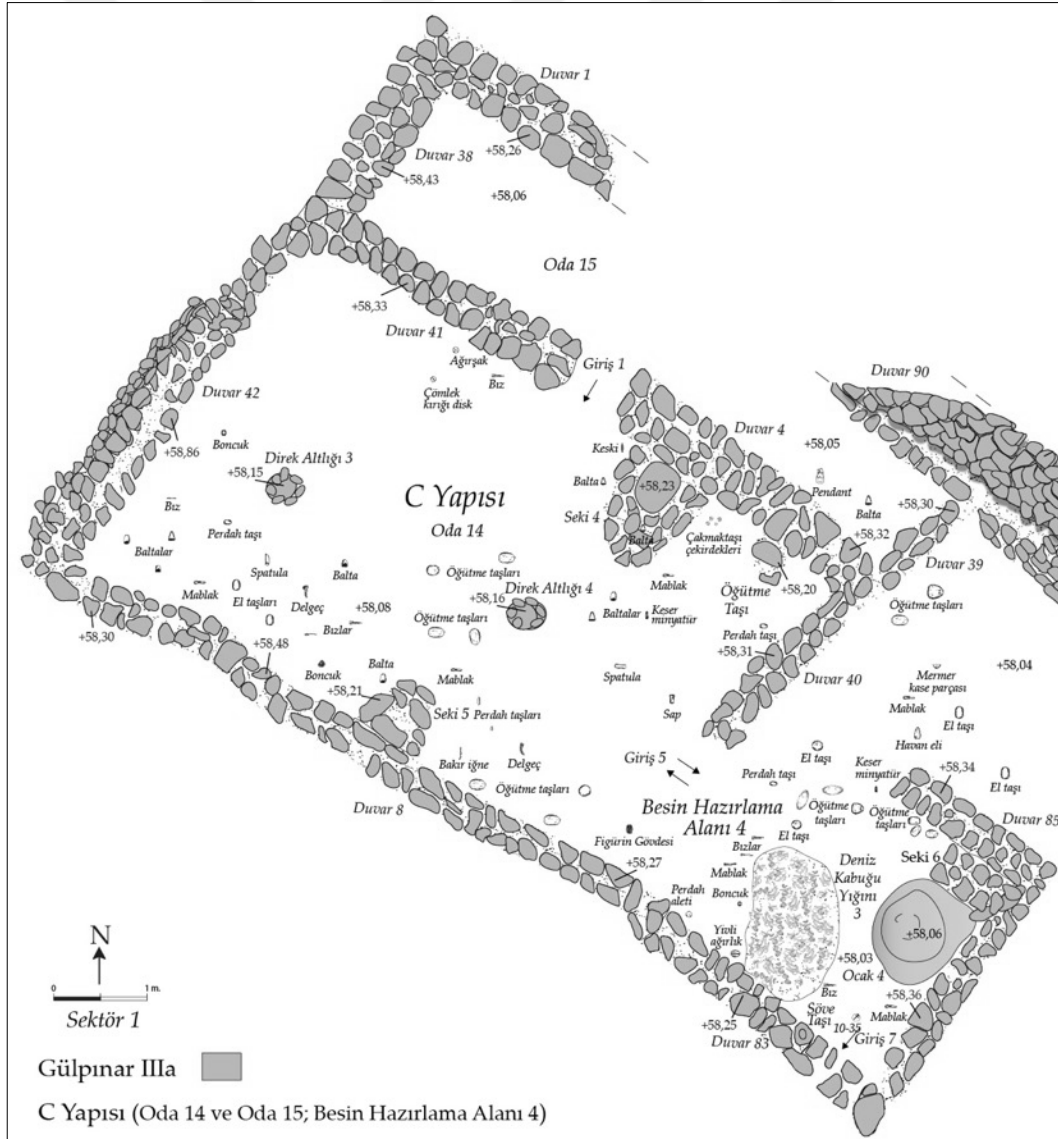 Duvar 1
+58,26
Duvar 38
+58,43
+58,06
Oda 15
+58,33
Duvar 41
Ağırşak
Bız
Çömlek
kırığı disk
Giriş 1
Duvar 90
Duvar 42
+58,86
Boncuk
Direk Altlığı 3
+58,15
Duvar 4
+58,05
Keski
Balta
+58,23
Seki 4
Balta
Pendant
Balta
+58,30
C Yapısı
Oda 14
Bız
Perdah taşı
Baltalar
Çakmaktaşı
çekirdekleri
+58,32
Duvar 39
Spatula
Balta
Öğütme taşları
Mablak
El taşları
Delgeç
Direk Altlığı 4
+58,16
Mablak
Öğütme
Taşı
+58,20
Öğütme taşları
+58,08
Öğütme taşları
Baltalar
Keser
minyatür
+58,30
Bızlar
+58,48
Perdah taşı
+58,31
Duvar 40
Boncuk
Balta
+58,21
Mablak
Spatula
Mermer
kase parçası
+58,04
Mablak
El taşı
Seki 5
Perdah taşları
Sap
Havan eli
Bakır iğne
Delgeç
Giriş 5
El taşı
Perdah taşı
Keser
minyatür
+58,34
El taşı
Öğütme taşları
Duvar 8
Besin Hazırlama
Alanı 4
Öğütme
taşları
Öğütme
taşları
Duvar 85
El taşı
Figürin Gövdesi
+58,27
Bızlar
Mablak
Boncuk
Deniz
Kabuğu
Yığını
3
Seki 6
Perdah
aleti
Yivli
ağırlık
+58,06
+58,03
Ocak 4
Bız
+58,36
Söve
Taşı
Mablak
10-35
Giriş 7
+58,25
Duvar 83
N
0
1 m.
Sektör 1
Gülpınar IIIa
C Yapısı (Oda 14 ve Oda 15; Besin Hazırlama Alanı 4)